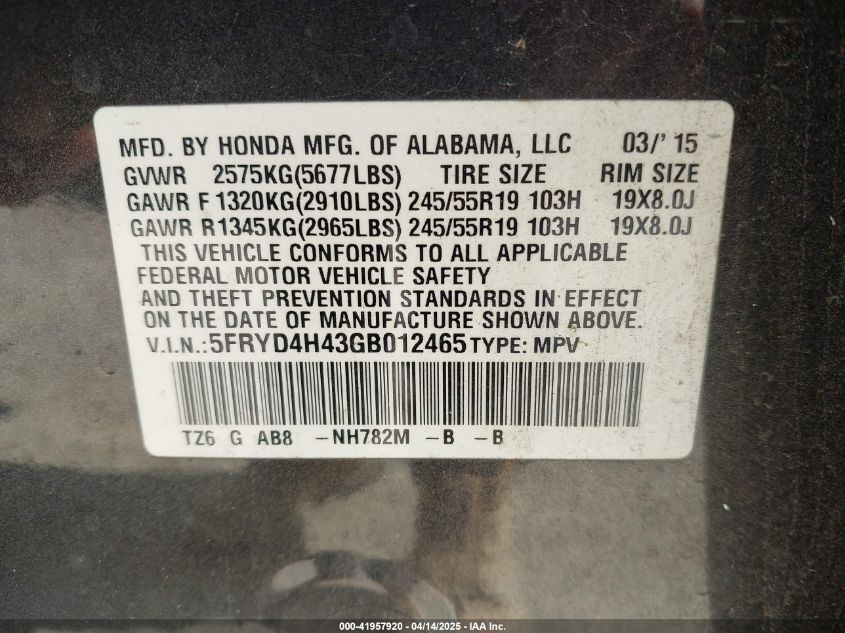 MFD. BY HONDA MFG. OF ALABAMA, LLC 03/' 15
GVWR 2575KG(5677LBS) TIRE SIZE RIM SIZE
GAWR F 1320KG(2910LBS) 245/55R19 103H 19X8.0J
GAWR R1345KG(2965LBS) 245/55R19 103H 19X8.0J
THIS VEHICLE CONFORMS TO ALL APPLICABLE
FEDERAL MOTOR VEHICLE SAFETY
AND THEFT PREVENTION STANDARDS IN EFFECT
ON THE DATE OF MANUFACTURE SHOWN ABOVE.
V.I.N.:5FRYD4H43GB012465 TYPE: MPV
TZ6 G AB8 -NH782M -B -B
000-41957920 - 04/14/2025 - IAA Inc.